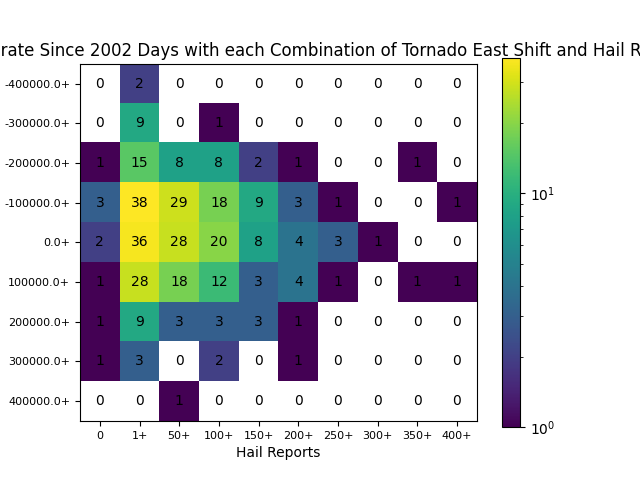 rate Since 2002 Days with each Combination of Tornado East Shift and Hail R
-400000.0+ 0 2 0 0 0 0 0 0 0 0
-300000.0+ 0 9 0 1 0 0 0 0 0 0
-200000.0+ 1 15 8 8 2 1 0 0 1 0
-100000.0+ 3 38 29 18 9 3 1 0 0 1
0.0+ 2 36 28 20 8 4 3 1 0 0
100000.0+ 1 28 18 12 3 4 1 0 1 1
200000.0+ 1 9 3 3 3 1 0 0 0 0
300000.0+ 1 3 0 2 0 1 0 0 0 0
400000.0+ 0 0 1 0 0 0 0 0 0 0
0 1+ 50+ 100+ 150+ 200+ 250+ 300+ 350+ 400+
Hail Reports
10¹
10⁰